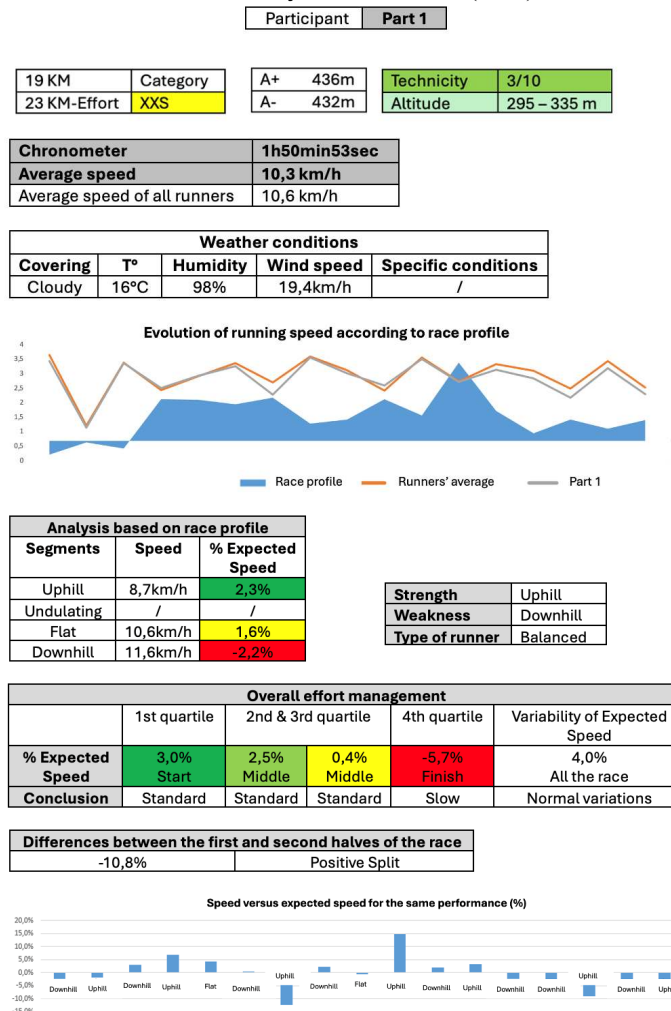 Participant Part 1
19 KM Category
23 KM-Effort XXS
A+ 436m
A- 432m
Technicity 3/10
Altitude 295 – 335 m
Chronometer 1h50min53sec
Average speed 10,3 km/h
Average speed of all runners 10,6 km/h
Weather conditions
Covering T° Humidity Wind speed Specific conditions
Cloudy 16°C 98% 19,4km/h /
Evolution of running speed according to race profile
4
3,5
3
2,5
2
1,5
1
0,5
0
Race profile Runners' average Part 1
Analysis based on race profile
Segments Speed % Expected
Speed
Uphill 8,7km/h 2,3%
Undulating / /
Flat 10,6km/h 1,6%
Downhill 11,6km/h -2,2%
Strength Uphill
Weakness Downhill
Type of runner Balanced
Overall effort management
1st quartile 2nd & 3rd quartile 4th quartile Variability of Expected
Speed
% Expected 3,0% 2,5% 0,4% -5,7% 4,0%
Speed Start Middle Middle Finish All the race
Conclusion Standard Standard Standard Slow Normal variations
Differences between the first and second halves of the race
-10,8% Positive Split
Speed versus expected speed for the same performance (%)
20,0%
15,0%
10,0%
5,0%
0,0%
-5,0%
-10,0%
Downhill Uphill Downhill Uphill Flat Downhill Uphill Downhill Flat Uphill Downhill Uphill Downhill Downhill Uphill Downhill Uph